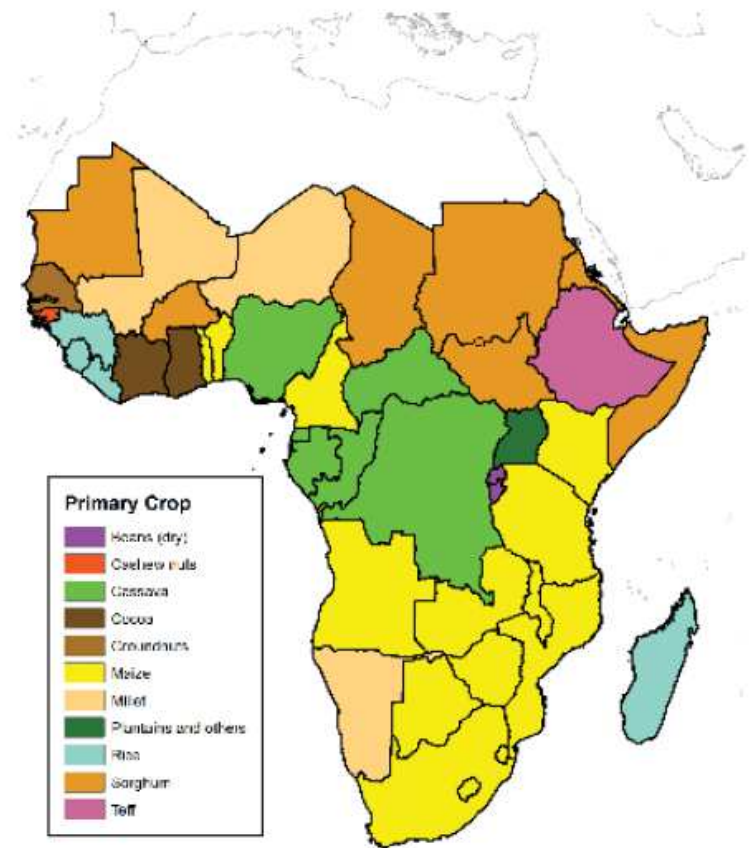 Primary Crop
Beans (dry)
Cashew nuts
Cassava
Cocoa
Groundnuts
Maize
Millet
Plantains and others
Rice
Sorghum
Teff